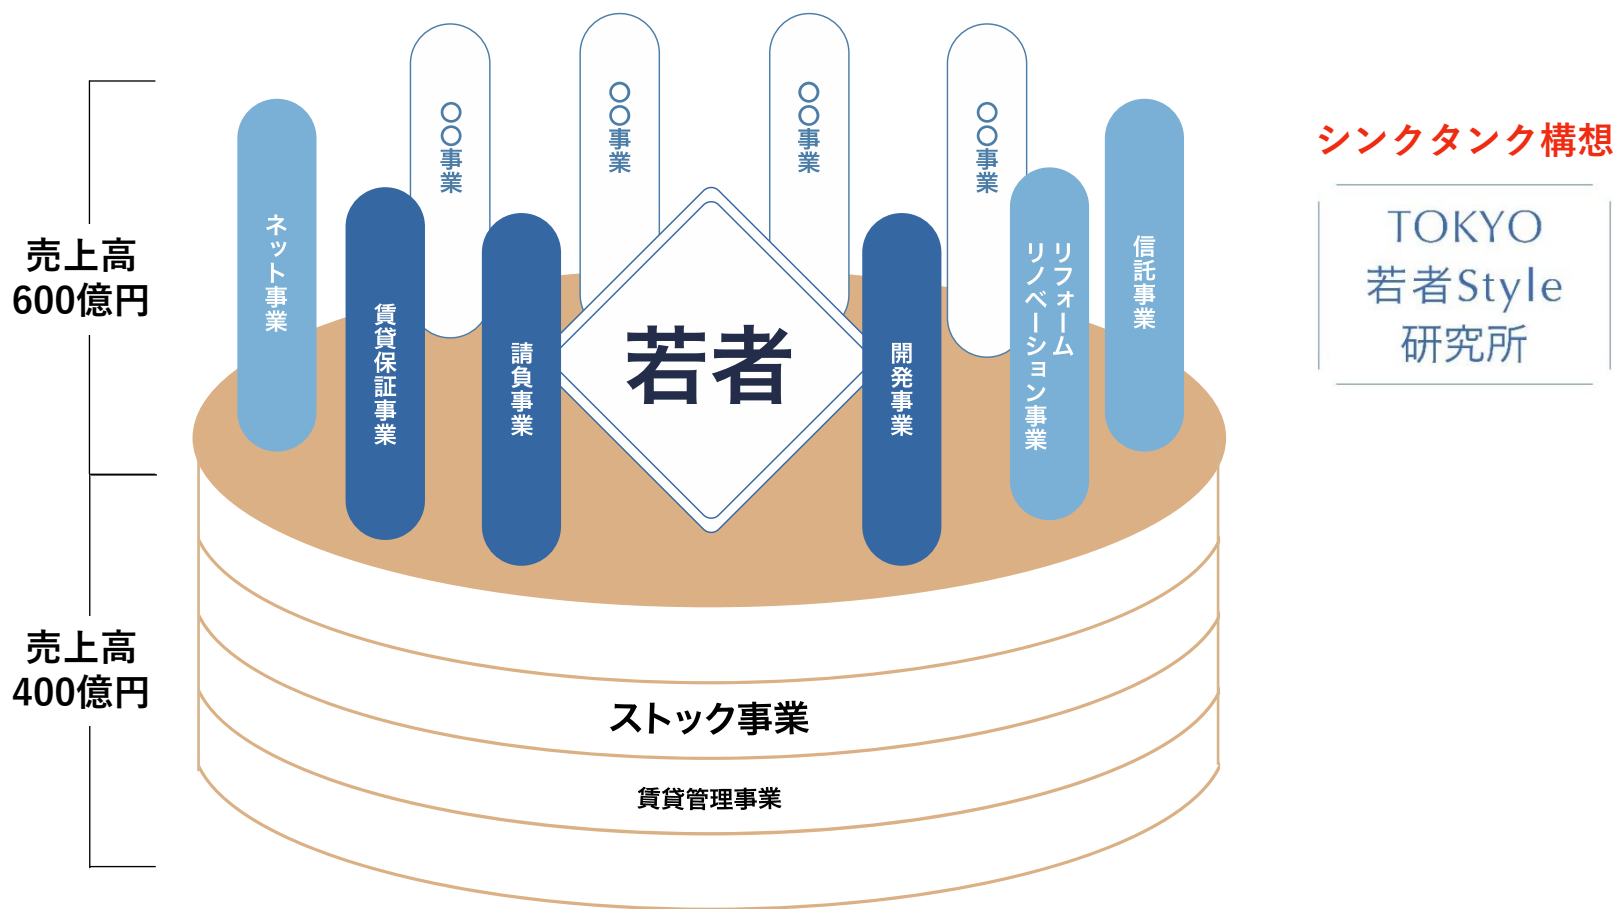 〇〇事業
〇〇事業
〇〇事業
〇〇事業
ネット事業
賃貸保証事業
請負事業
若者
開発事業
リフォーム
リノベーション事業
信託事業
シンクタンク構想
TOKYO
若者Style
研究所
売上高
600億円
売上高
400億円
ストック事業
賃貸管理事業